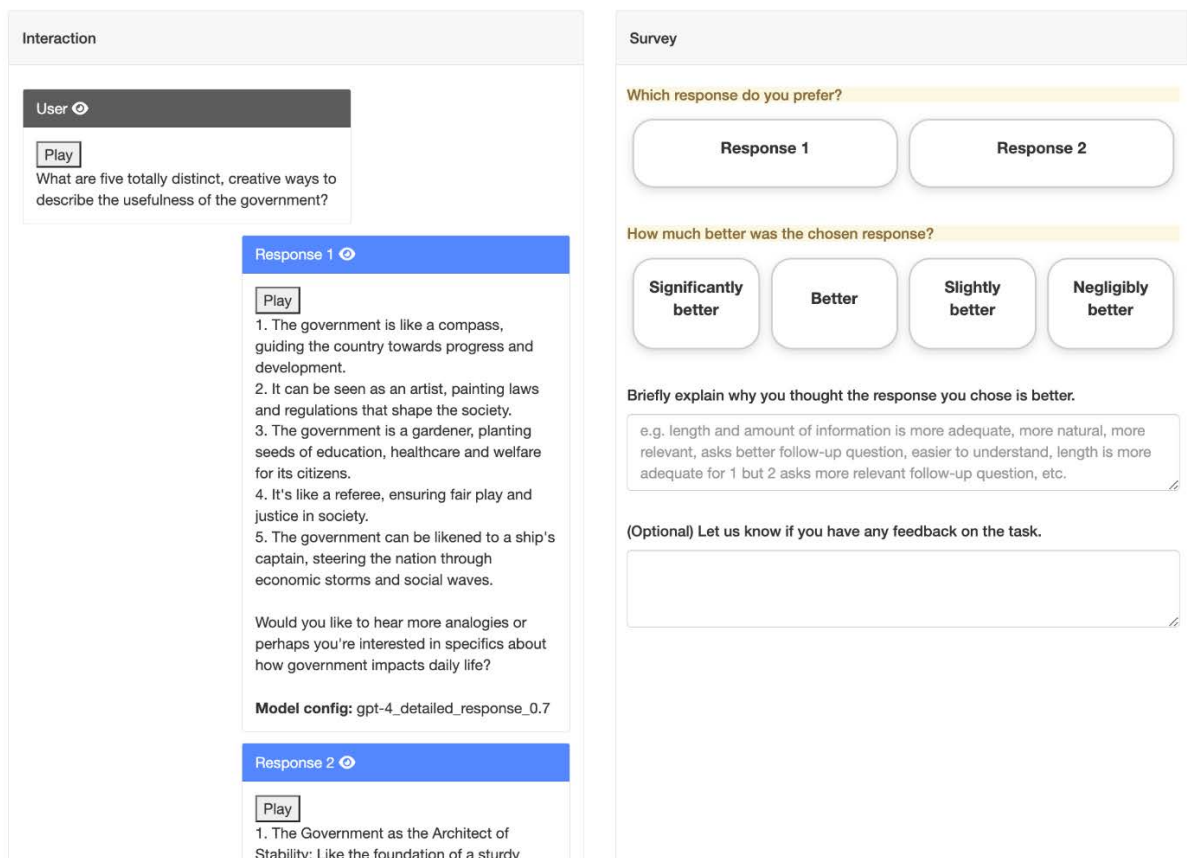 Interaction
User
Play
What are five totally distinct, creative ways to
describe the usefulness of the government?
Response 1
Play
1. The government is like a compass,
guiding the country towards progress and
development.
2. It can be seen as an artist, painting laws
and regulations that shape the society.
3. The government is a gardener, planting
seeds of education, healthcare and welfare
for its citizens.
4. It's like a referee, ensuring fair play and
justice in society.
5. The government can be likened to a ship's
captain, steering the nation through
economic storms and social waves.
Would you like to hear more analogies or
perhaps you're interested in specifics about
how government impacts daily life?
Model config: gpt-4_detailed_response_0.7
Response 2
Play
1. The Government as the Architect of
Stability: Like the foundation of a sturdy
Survey
Which response do you prefer?
Response 1
Response 2
How much better was the chosen response?
Significantly
better
Better
Slightly
better
Negligibly
better
Briefly explain why you thought the response you chose is better.
e.g. length and amount of information is more adequate, more natural, more
relevant, asks better follow-up question, easier to understand, length is more
adequate for 1 but 2 asks more relevant follow-up question, etc.
(Optional) Let us know if you have any feedback on the task.